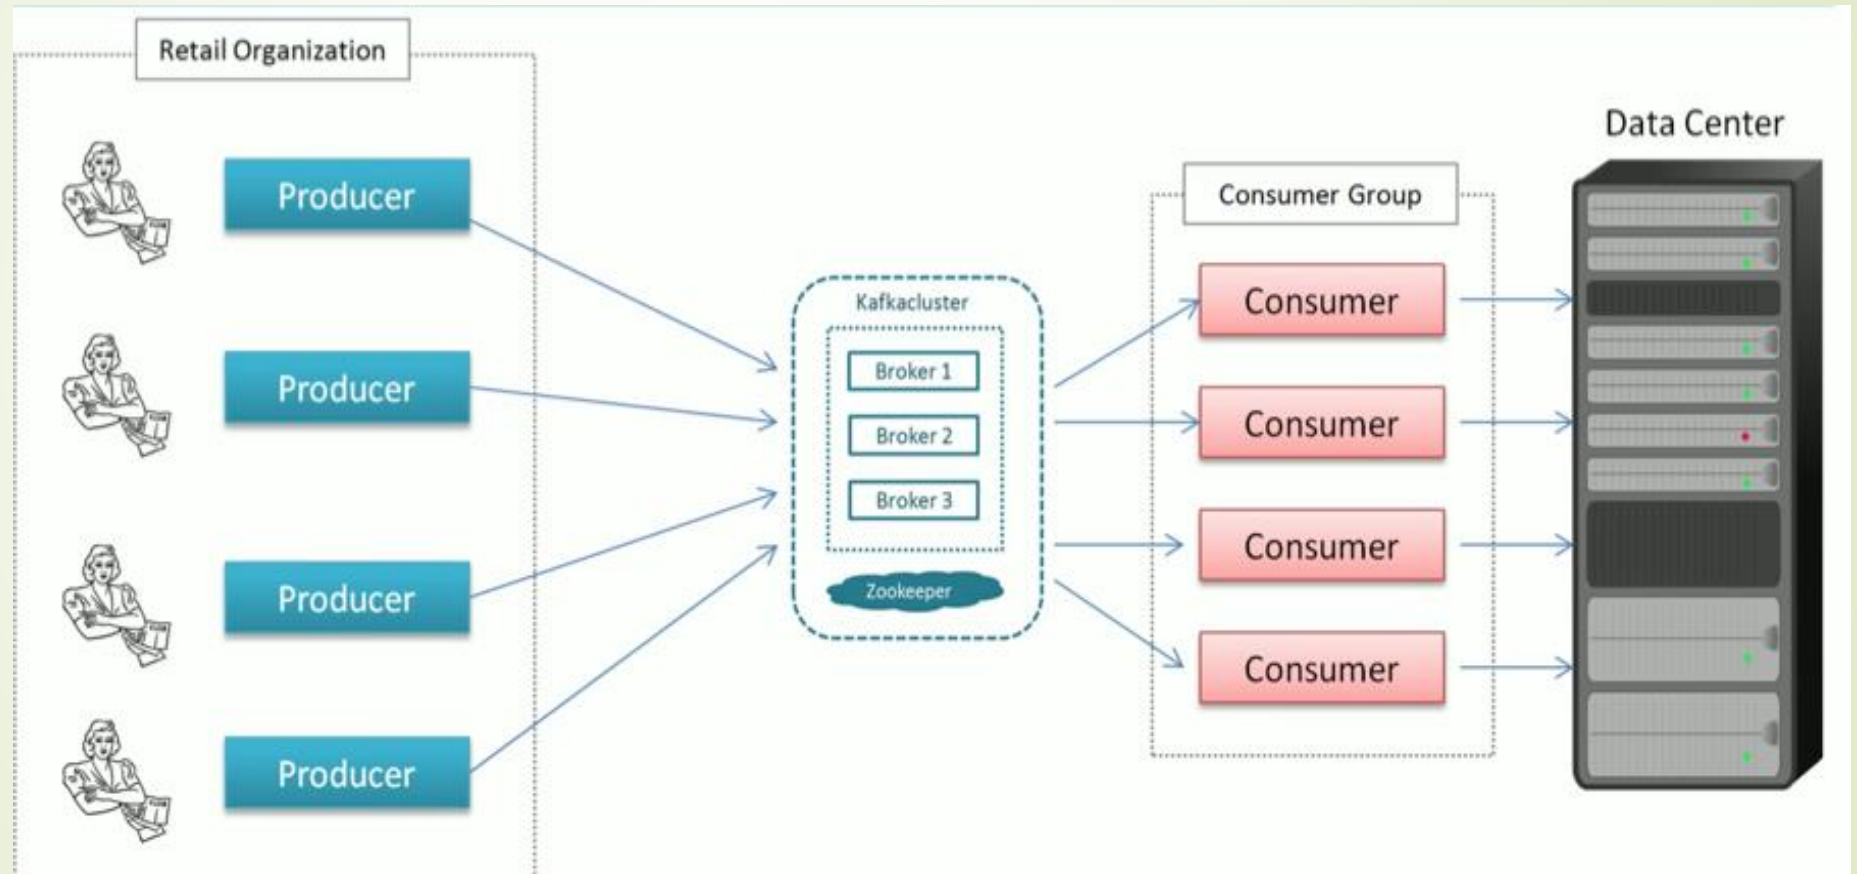 Retail Organization
Producer
Producer
Producer
Producer
Kafkacluster
Broker 1
Broker 2
Broker 3
Zookeeper
Consumer Group
Consumer
Consumer
Consumer
Consumer
Data Center